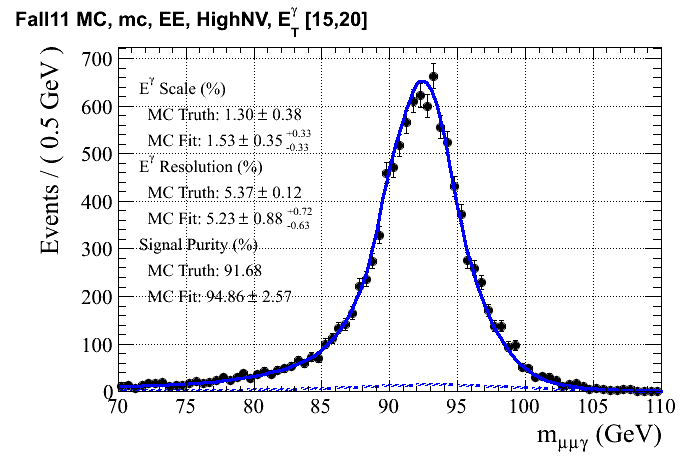 Fall11 MC, mc, EE, HighNV, E_T^γ [15,20]
Events / ( 0.5 GeV )
700
600
500
400
300
200
100
0
E^γ Scale (%)
MC Truth: 1.30 ± 0.38
MC Fit: 1.53 ± 0.35 +0.33 -0.33
E^γ Resolution (%)
MC Truth: 5.37 ± 0.12
MC Fit: 5.23 ± 0.88 +0.72 -0.63
Signal Purity (%)
MC Truth: 91.68
MC Fit: 94.86 ± 2.57
70 75 80 85 90 95 100 105 110
m_μμγ (GeV)